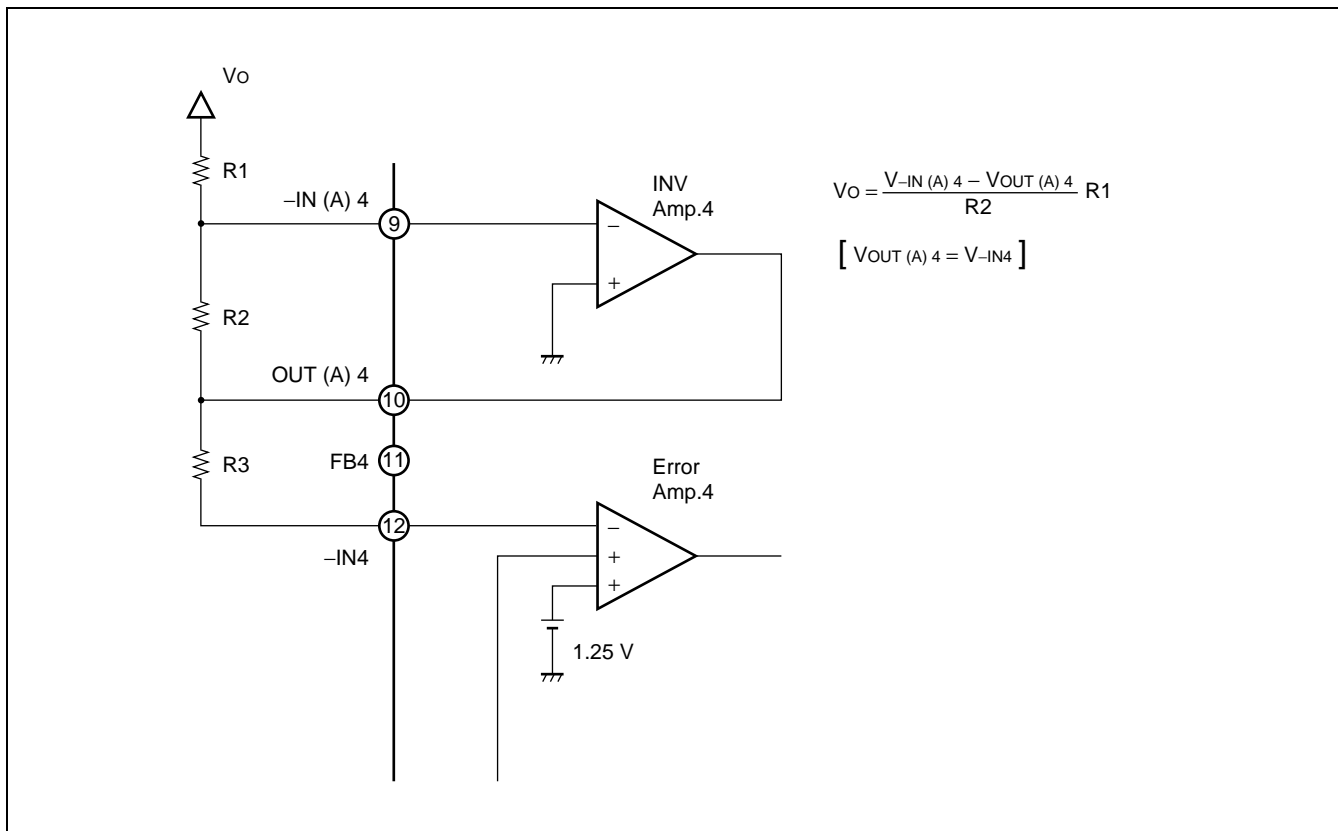 Vo
R1
–IN (A) 4
9
INV
Amp.4
–
+
Vo = V–IN (A) 4 – VOUT (A) 4 / R2 R1
[ VOUT (A) 4 = V–IN4 ]
R2
OUT (A) 4
10
R3
FB4
11
Error
Amp.4
12
–IN4
–
+
+
1.25 V